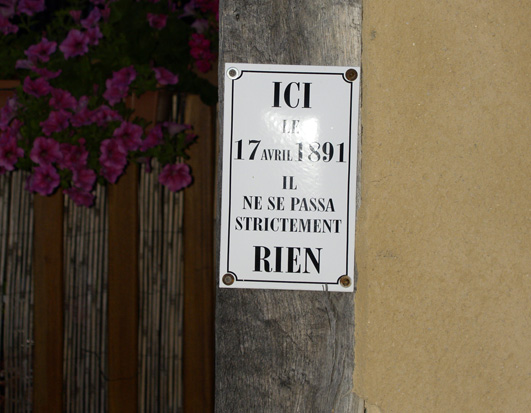 ICI
LE
17 AVRIL 1891
IL
NE SE PASSA
STRICTEMENT
RIEN